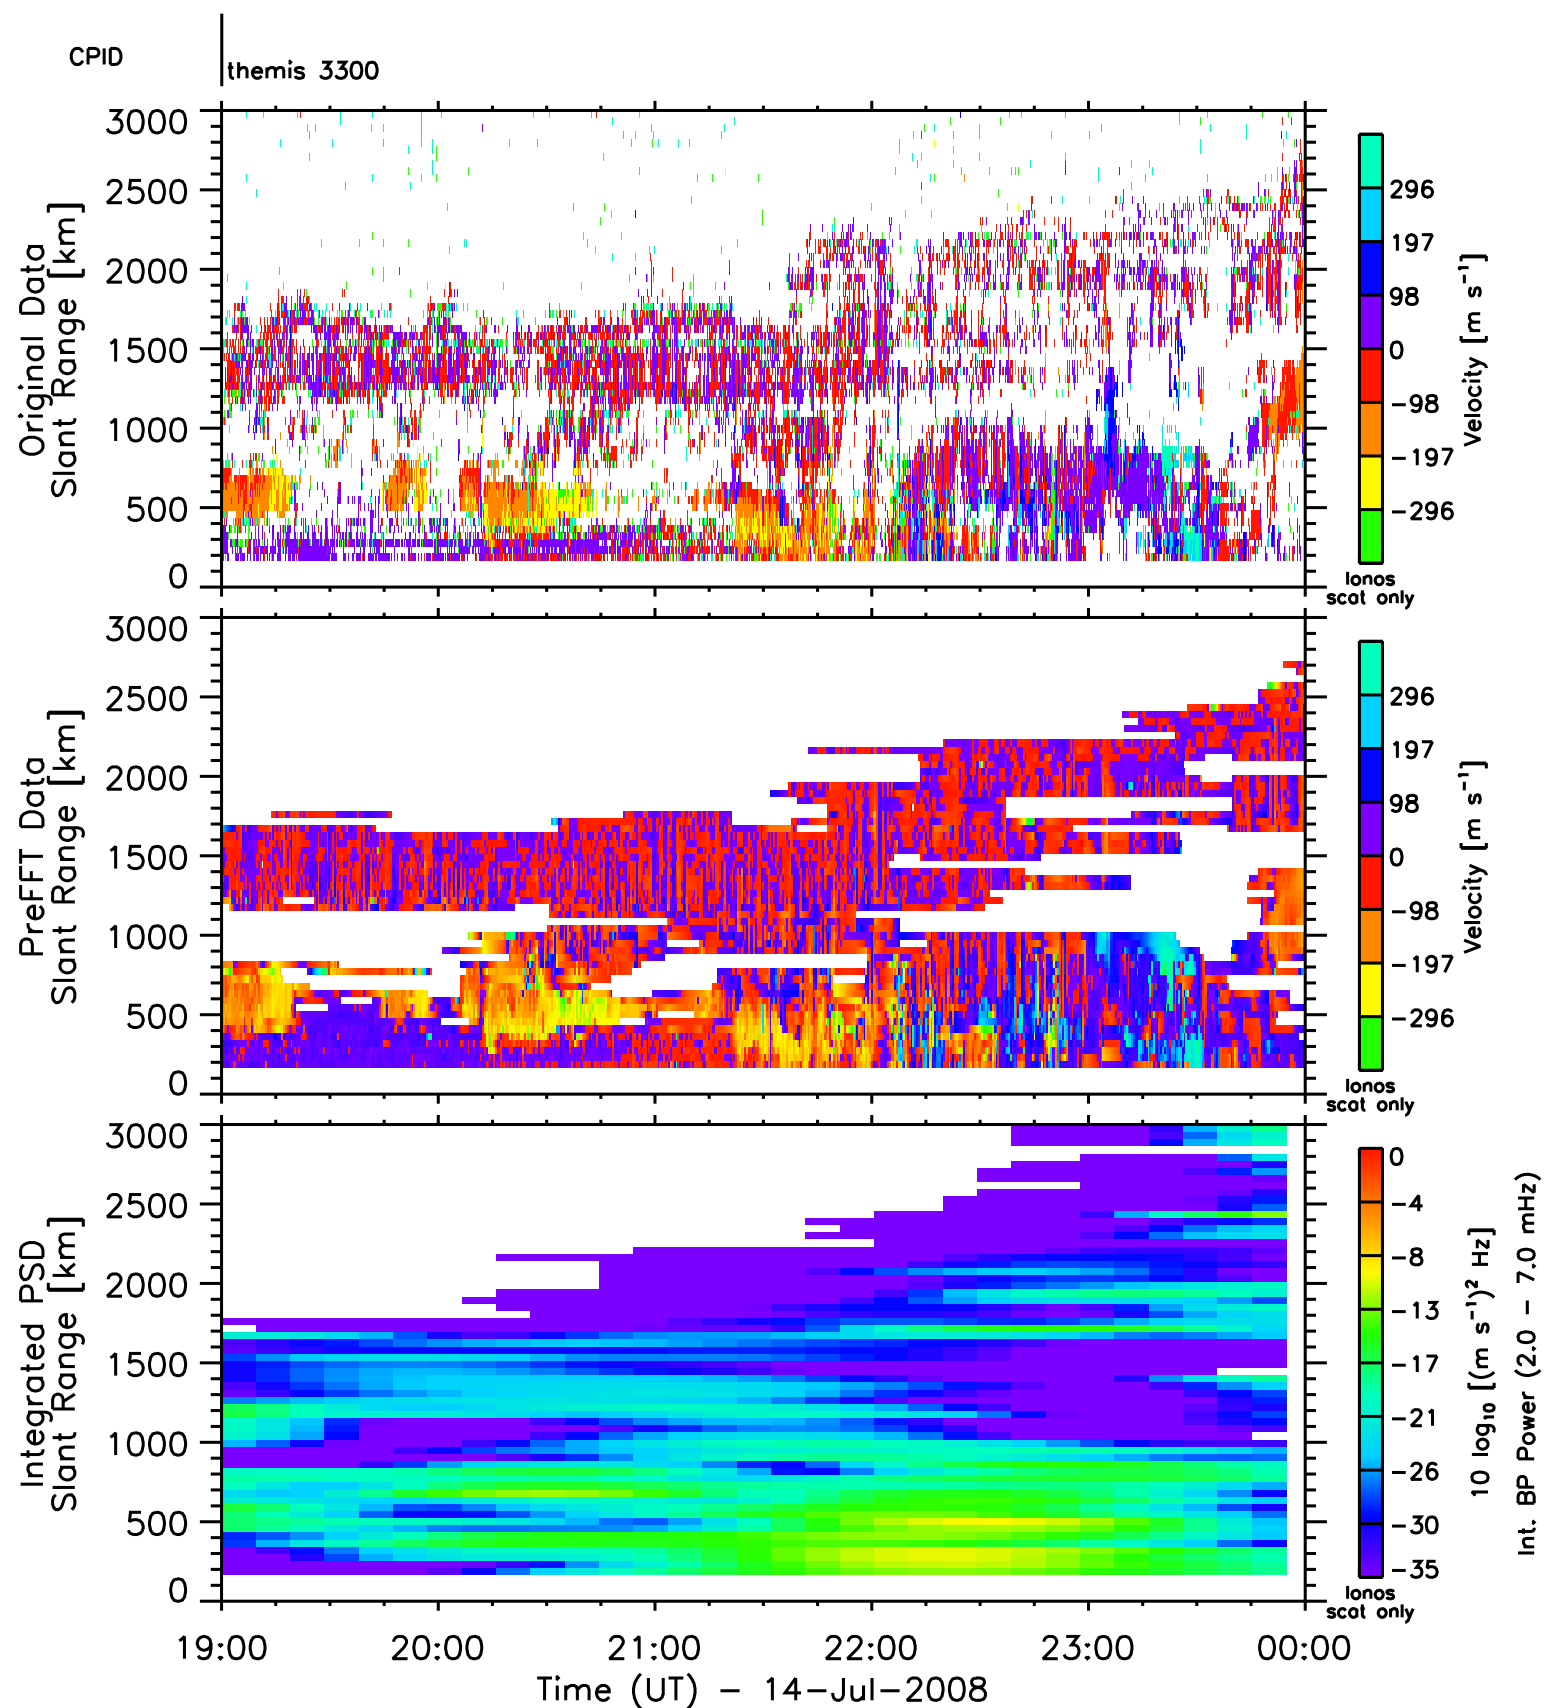 CPID
themis 3300
Original Data
Slant Range [km]
3000
2500
2000
1500
1000
500
0
296
197
98
0
−98
−197
−296
Velocity [m s⁻¹]
Ionos
scat only
PreFFT Data
Slant Range [km]
3000
2500
2000
1500
1000
500
0
296
197
98
0
−98
−197
−296
Velocity [m s⁻¹]
Ionos
scat only
Integrated PSD
Slant Range [km]
3000
2500
2000
1500
1000
500
0
0
−4
−8
−13
−17
−21
−26
−30
−35
10 log₁₀ [(m s⁻¹)² Hz]
Int. BP Power (2.0 − 7.0 mHz)
Ionos
scat only
19:00 20:00 21:00 22:00 23:00 00:00
Time (UT) − 14−Jul−2008